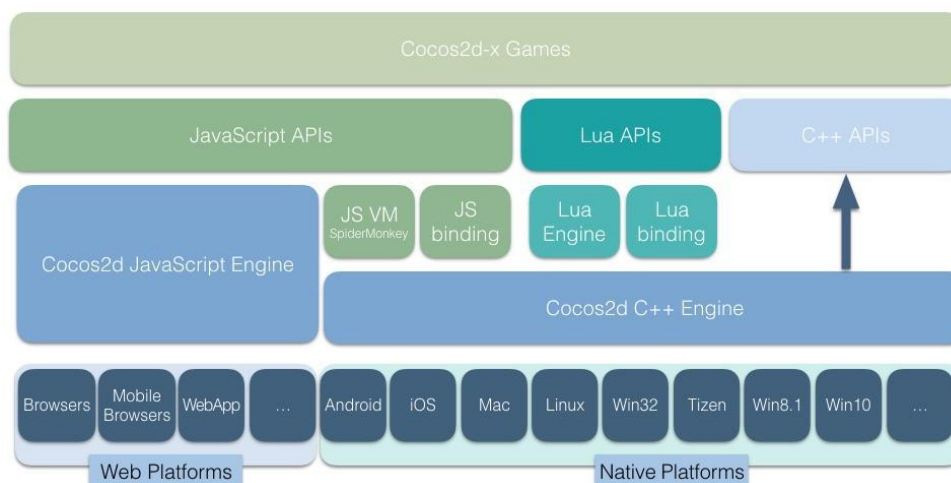 Cocos2d-x Games
JavaScript APIs
Lua APIs
C++ APIs
JS VM
SpiderMonkey
JS
binding
Lua
Engine
Lua
binding
Cocos2d JavaScript Engine
Cocos2d C++ Engine
Browsers
Mobile
Browsers
WebApp
...
Android
iOS
Mac
Linux
Win32
Tizen
Win8.1
Win10
...
Web Platforms
Native Platforms